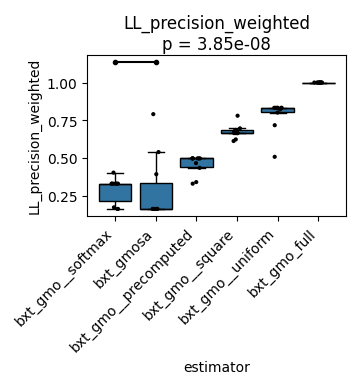 LL_precision_weighted
p = 3.85e-08
LL_precision_weighted
1.00
0.75
0.50
0.25
bxt_gmo__softmax
bxt_gmosa
bxt_gmo__precomputed
bxt_gmo__square
bxt_gmo__uniform
bxt_gmo_full
estimator